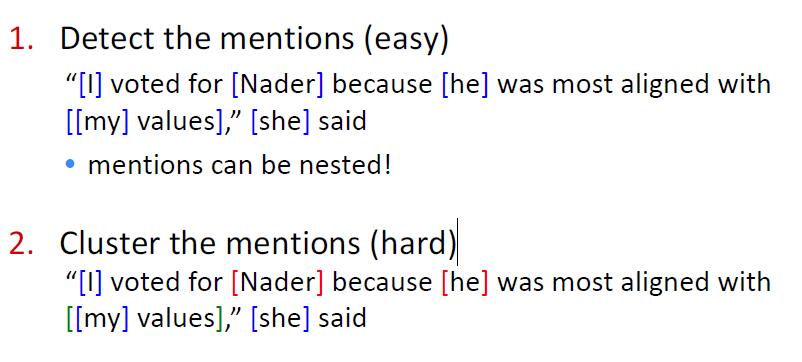 1. Detect the mentions (easy)
“[I] voted for [Nader] because [he] was most aligned with
[[my] values],” [she] said
• mentions can be nested!
2. Cluster the mentions (hard)
“[I] voted for [Nader] because [he] was most aligned with
[[my] values],” [she] said